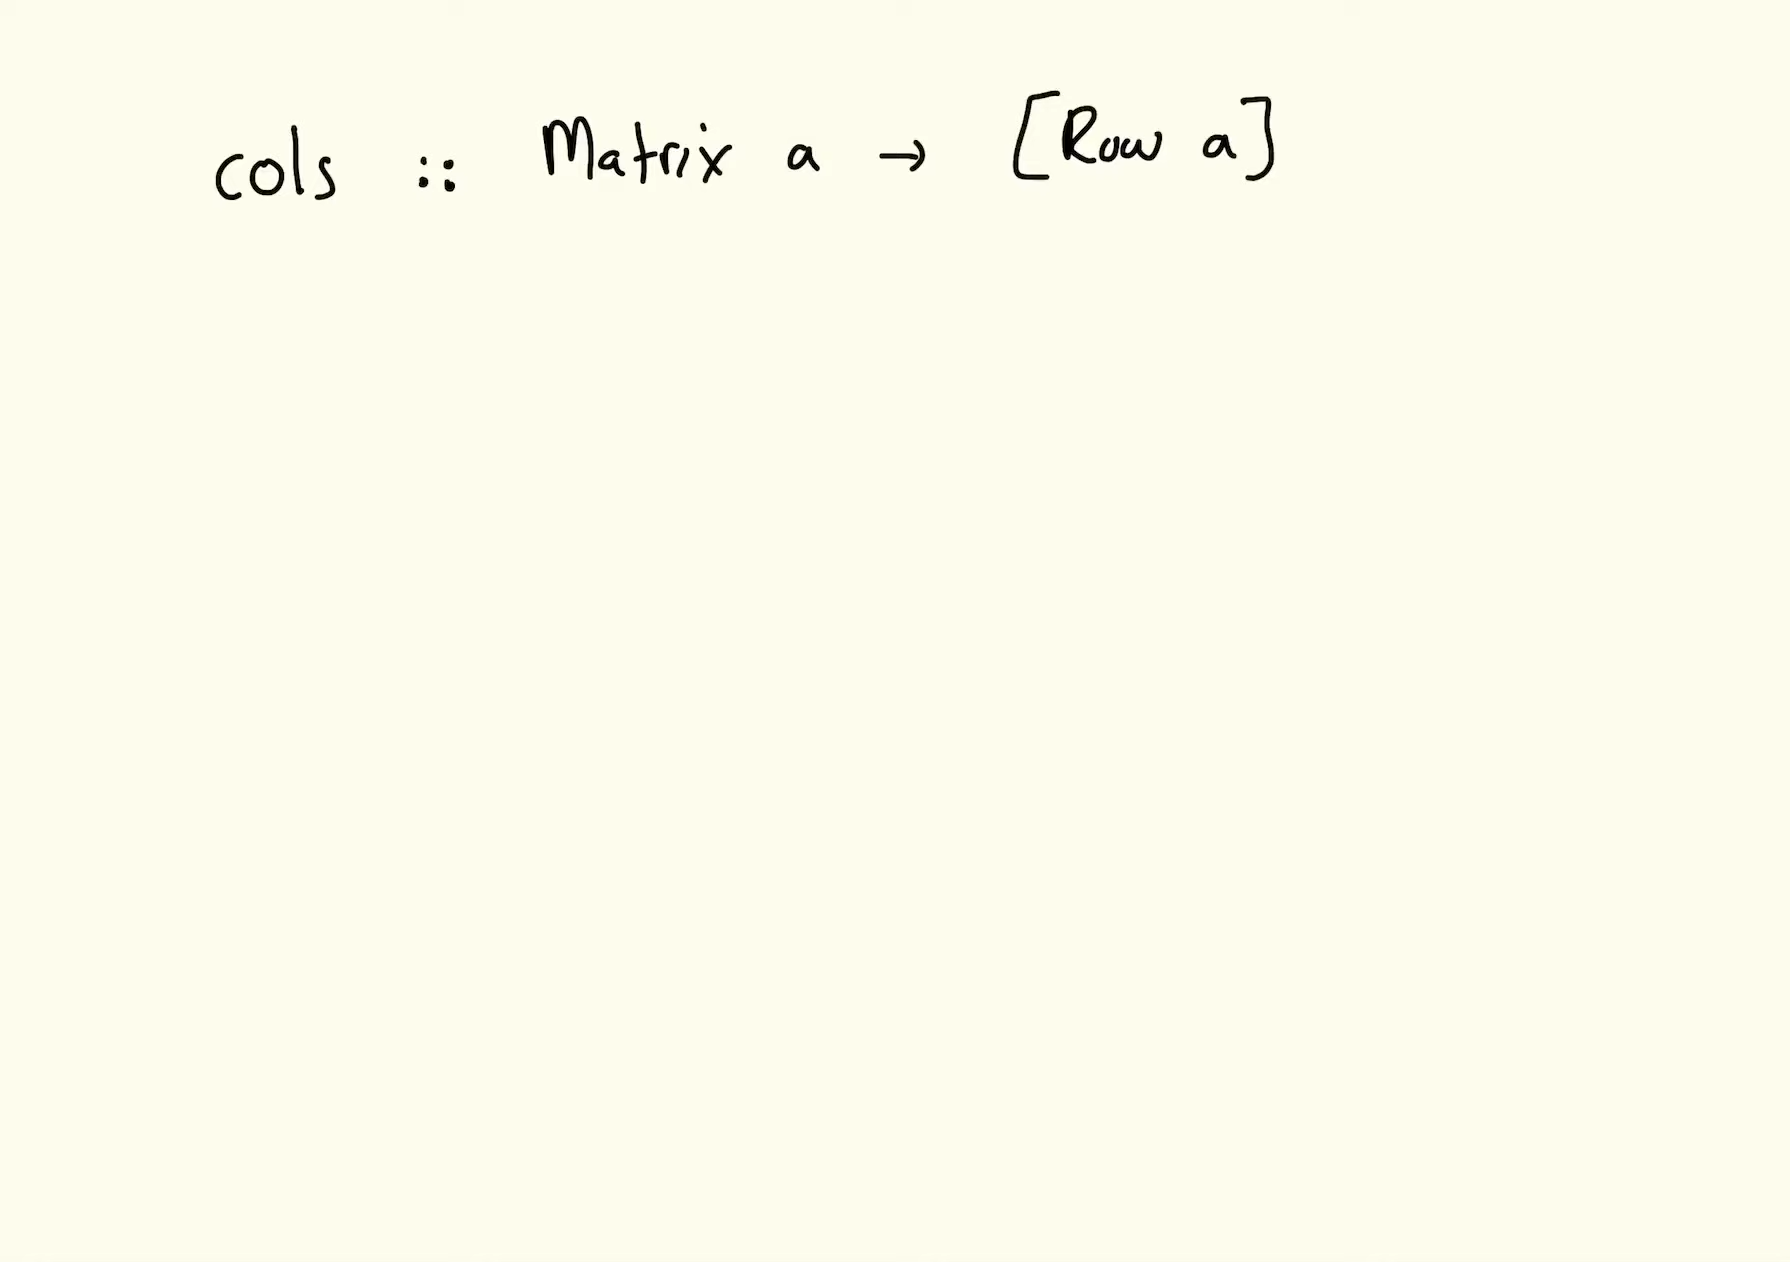 cols :: Matrix a → [Row a]